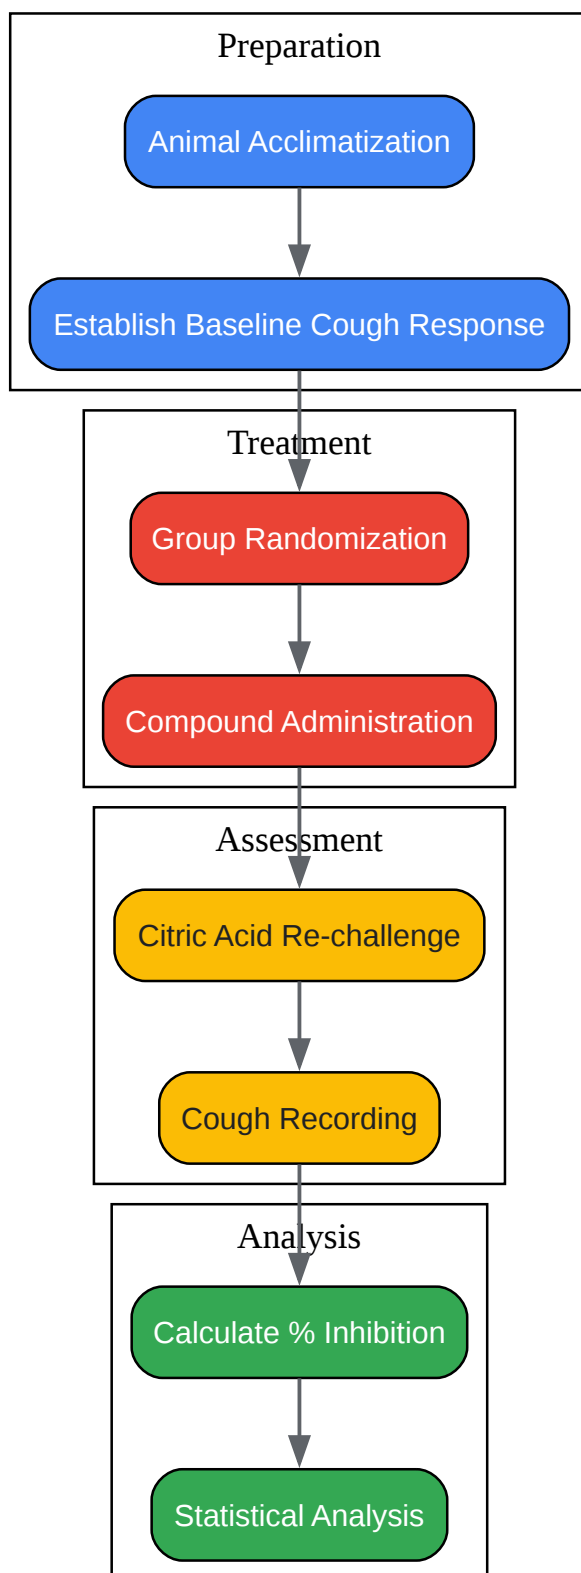 Preparation
Animal Acclimatization
Establish Baseline Cough Response
Treatment
Group Randomization
Compound Administration
Assessment
Citric Acid Re-challenge
Cough Recording
Analysis
Calculate % Inhibition
Statistical Analysis